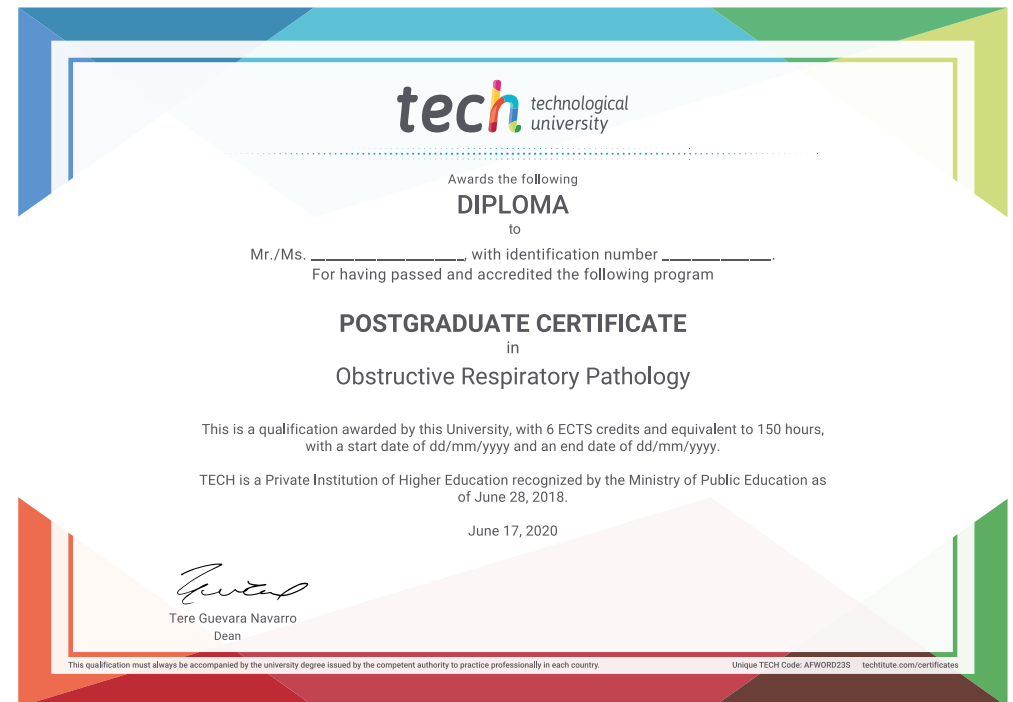 tech technological
university
Awards the following
DIPLOMA
to
Mr./Ms. ____________, with identification number ____________.
For having passed and accredited the following program
POSTGRADUATE CERTIFICATE
in
Obstructive Respiratory Pathology
This is a qualification awarded by this University, with 6 ECTS credits and equivalent to 150 hours,
with a start date of dd/mm/yyyy and an end date of dd/mm/yyyy.
TECH is a Private Institution of Higher Education recognized by the Ministry of Public Education as
of June 28, 2018.
June 17, 2020
Tere Guevara Navarro
Dean
This qualification must always be accompanied by the university degree issued by the competent authority to practice professionally in each country.
Unique TECH Code: AFWORD23S techtitute.com/certificates